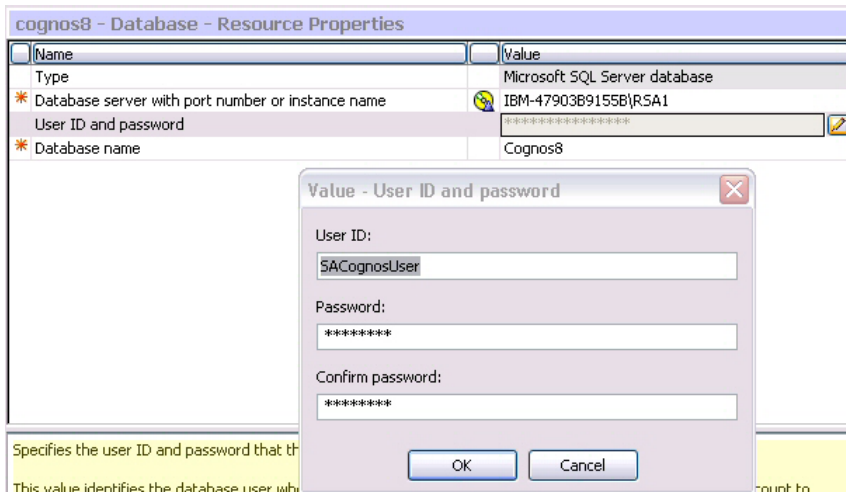 cognos8 - Database - Resource Properties
Name Value
Type Microsoft SQL Server database
* Database server with port number or instance name IBM-47903B9155B\RSA1
User ID and password ***************
* Database name Cognos8
Value - User ID and password
User ID:
SACognosUser
Password:
********
Confirm password:
********
OK Cancel
Specifies the user ID and password that th
This value identifies the database user who count to